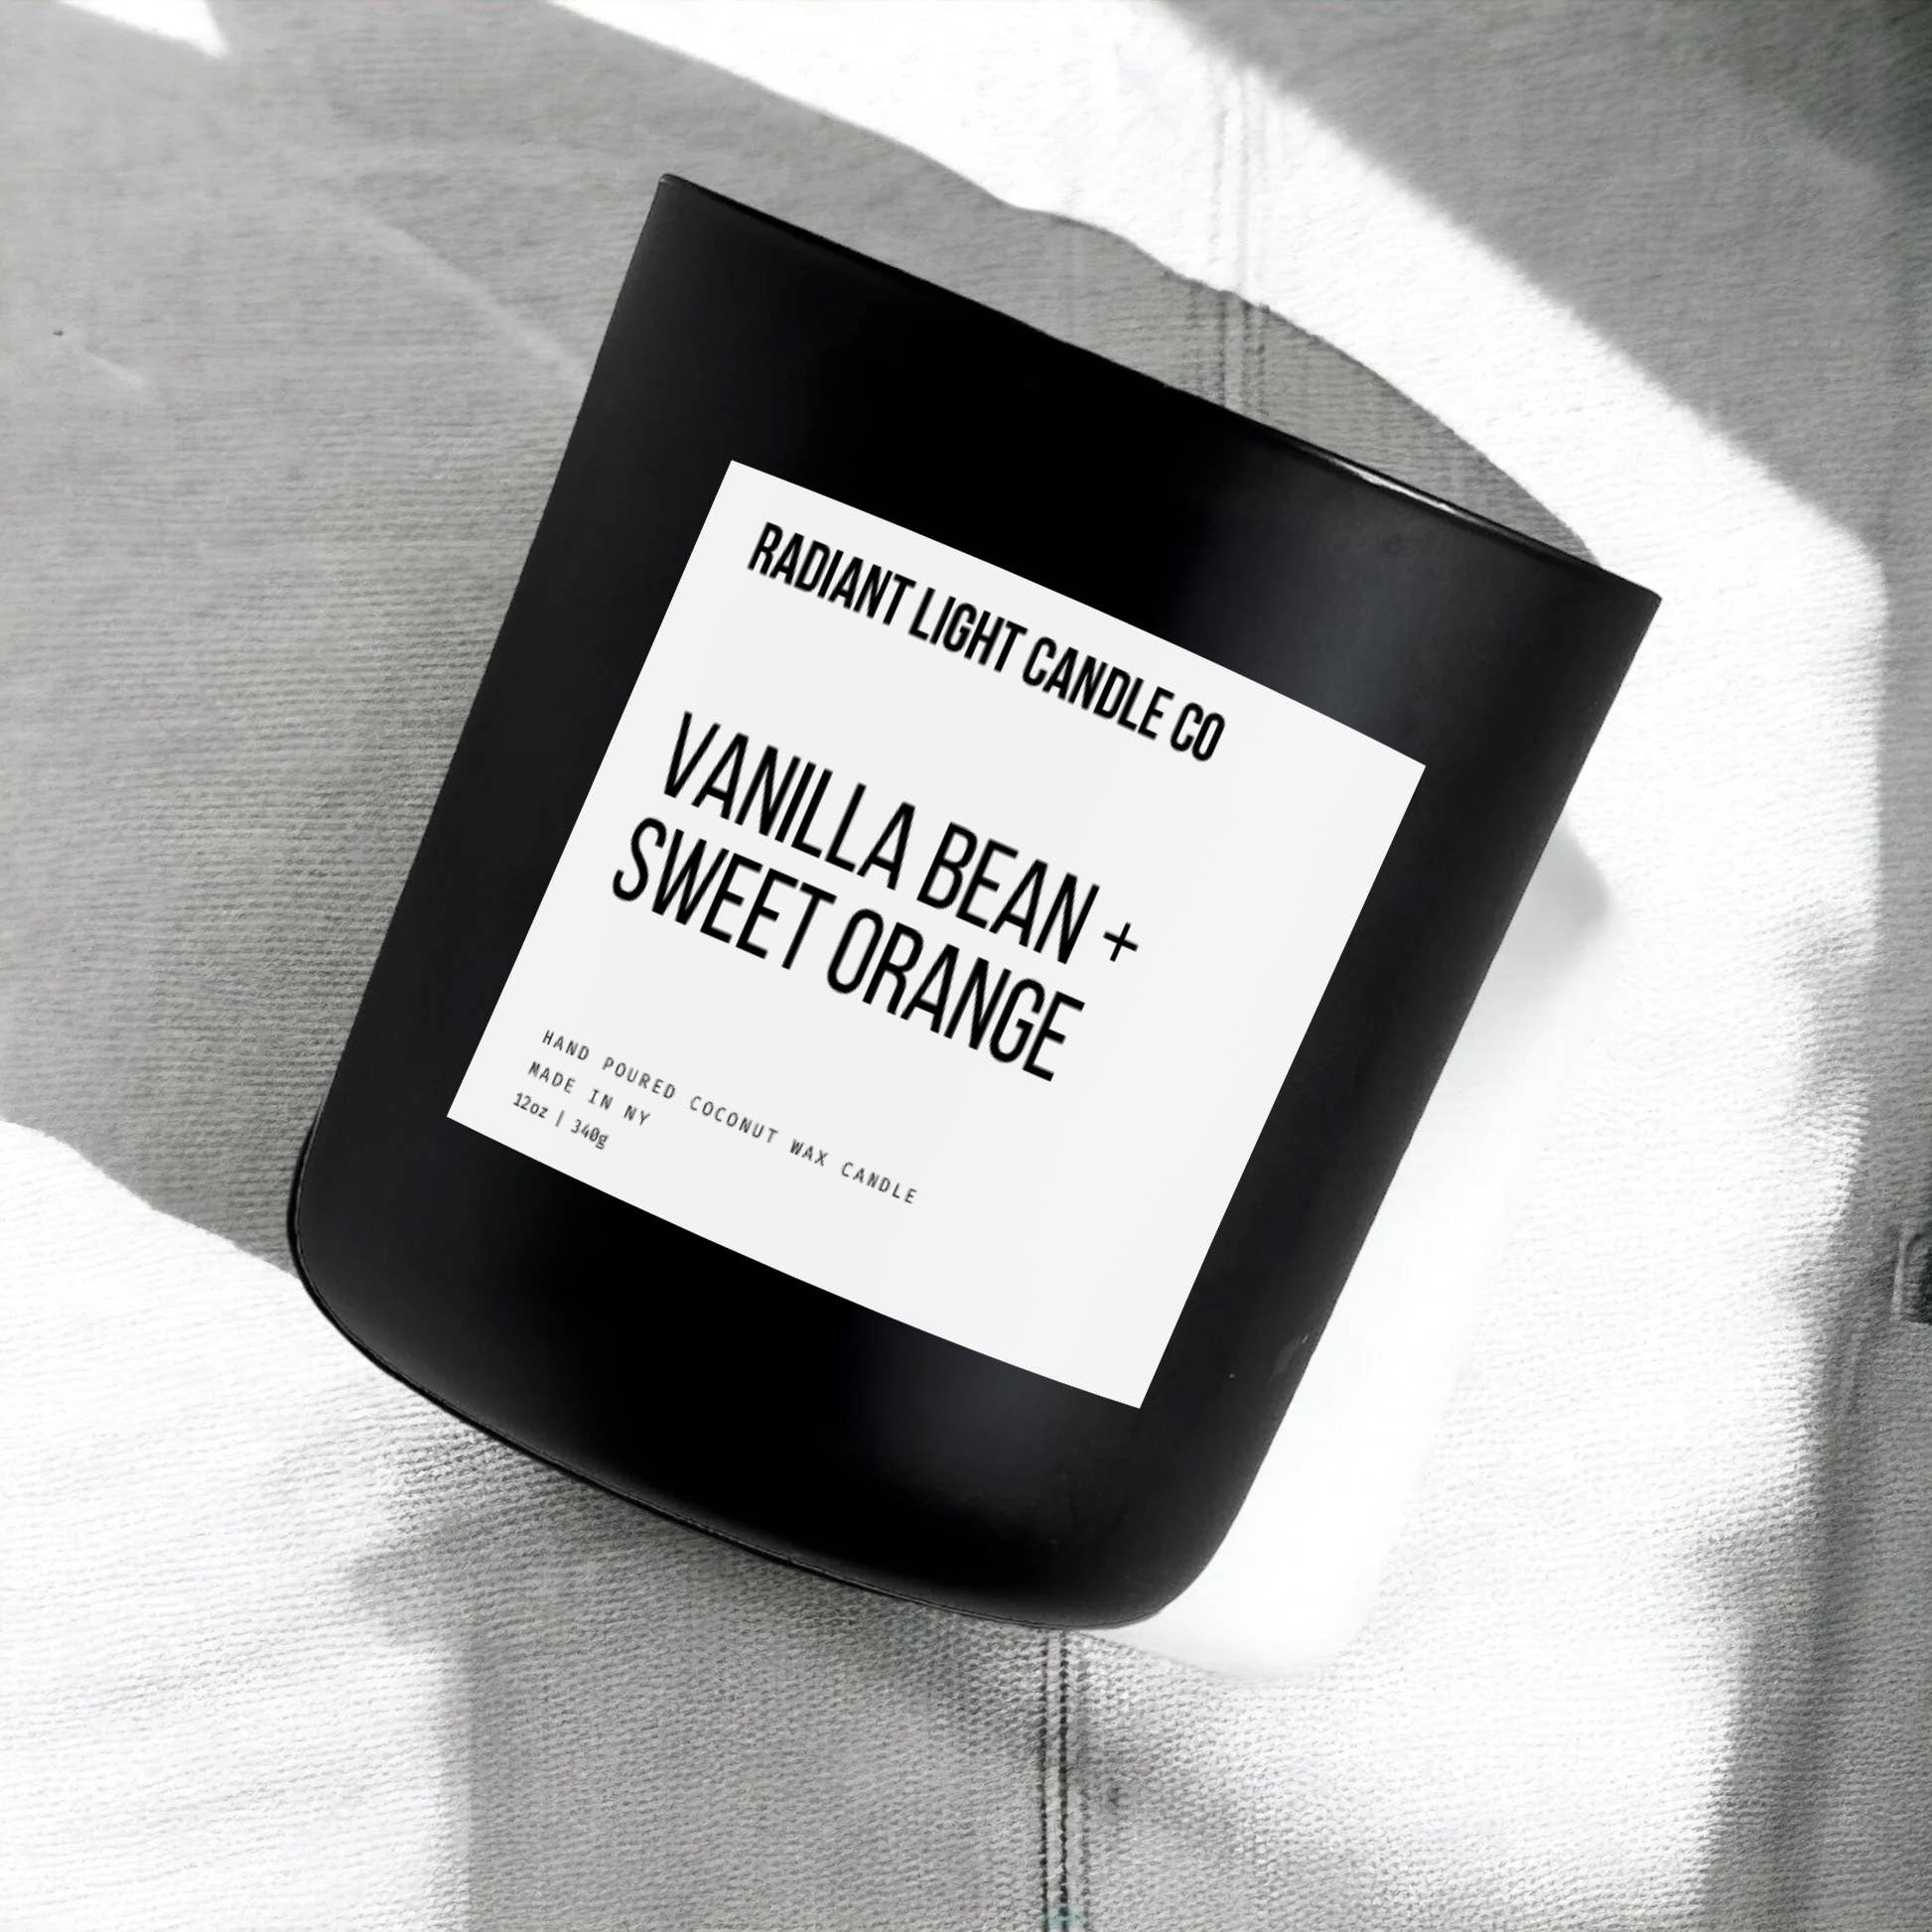 RADIANT LIGHT CANDLE CO
VANILLA BEAN +
SWEET ORANGE
HAND POURED COCONUT WAX CANDLE
MADE IN NY
12oz | 340g